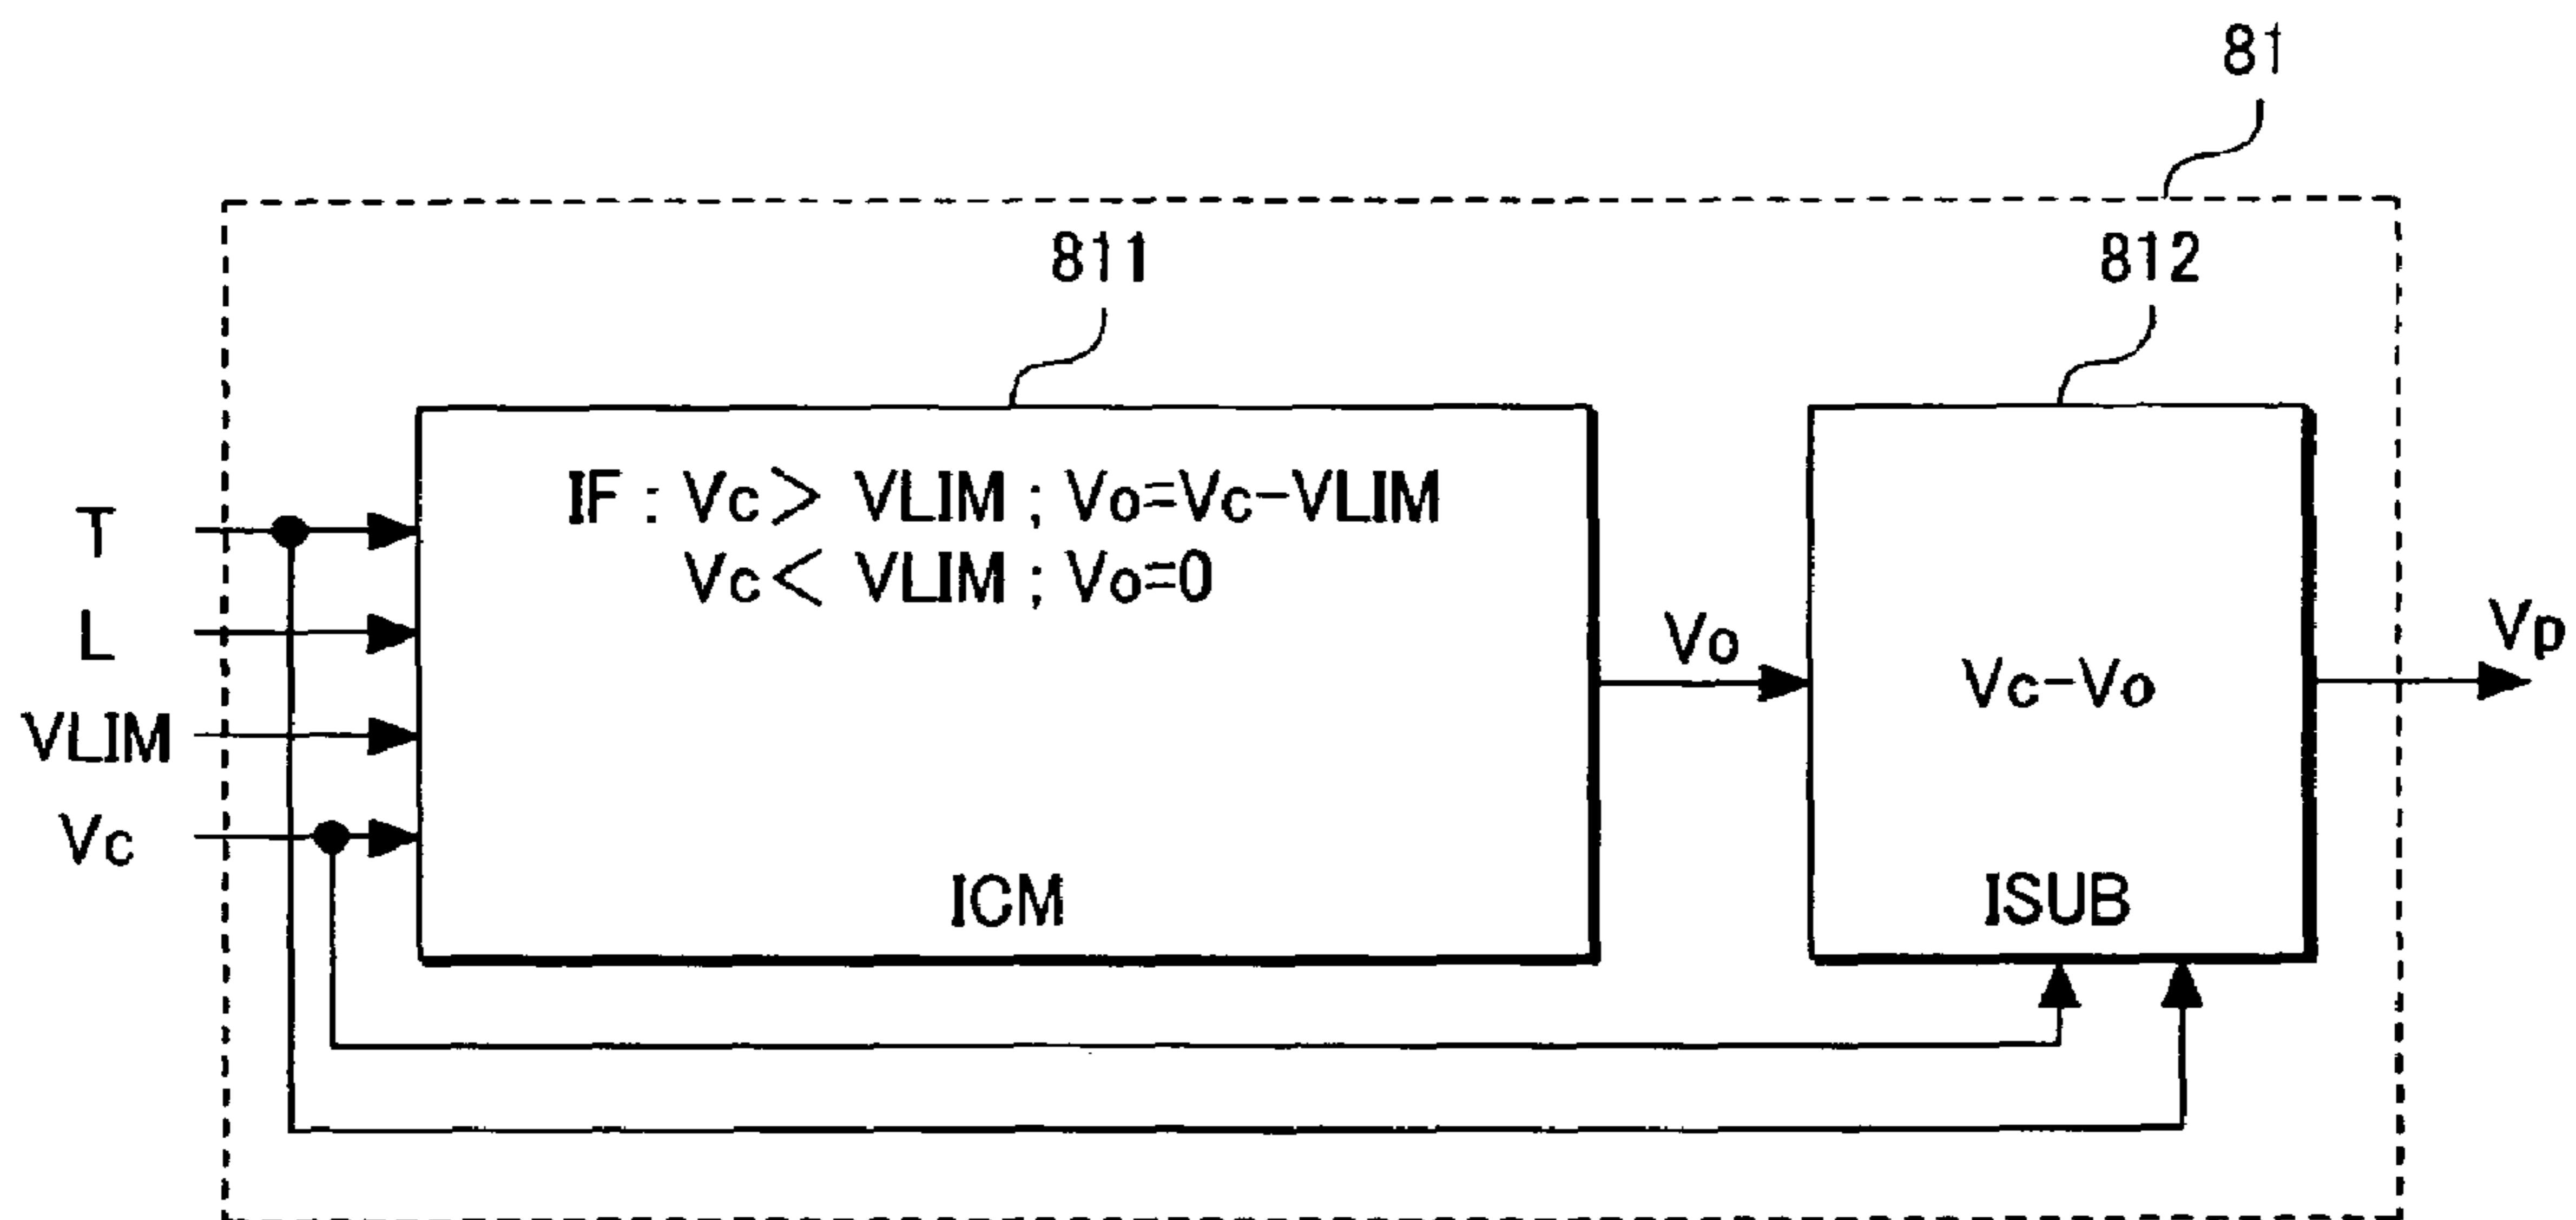 81
811
812
IF : Vc > VLIM ; Vo=Vc-VLIM
Vc < VLIM ; Vo=0
T
L
VLIM
Vc
Vo
Vc-Vo
Vp
ICM
ISUB